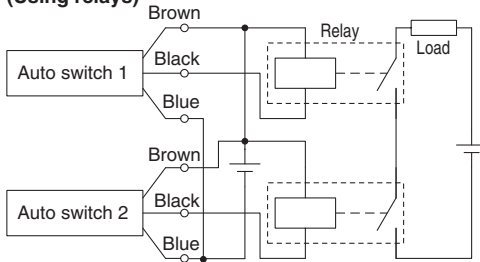 (Using relays)
Brown
Relay
Load
Auto switch 1
Black
Blue
Brown
Auto switch 2
Black
Blue